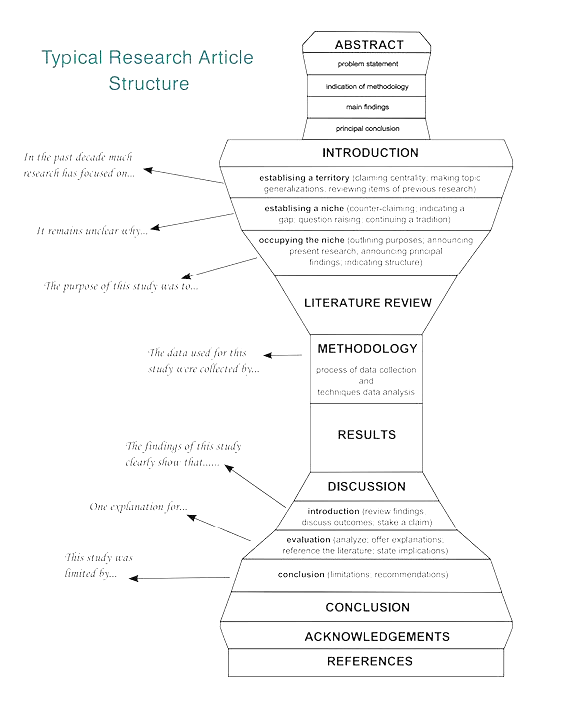 Typical Research Article
Structure
ABSTRACT
problem statement
indication of methodology
main findings
principal conclusion
INTRODUCTION
In the past decade much
research has focused on...
establising a territory (claiming centrality, making topic
generalizations, reviewing items of previous research)
It remains unclear why...
establising a niche (counter-claiming; indicating a
gap, question raising; continuing a tradition)
The purpose of this study was to...
occupying the niche (outlining purposes, announcing
present research, announcing principal
findings, indicating structure)
LITERATURE REVIEW
The data used for this
study were collected by...
METHODOLOGY
process of data collection
and
techniques data analysis
RESULTS
The findings of this study
clearly show that......
DISCUSSION
introduction (review findings,
discuss outcomes, stake a claim)
One explanation for...
evaluation (analyze; offer explanations;
reference the literature; state implications)
This study was
limited by...
conclusion (limitations, recommendations)
CONCLUSION
ACKNOWLEDGEMENTS
REFERENCES